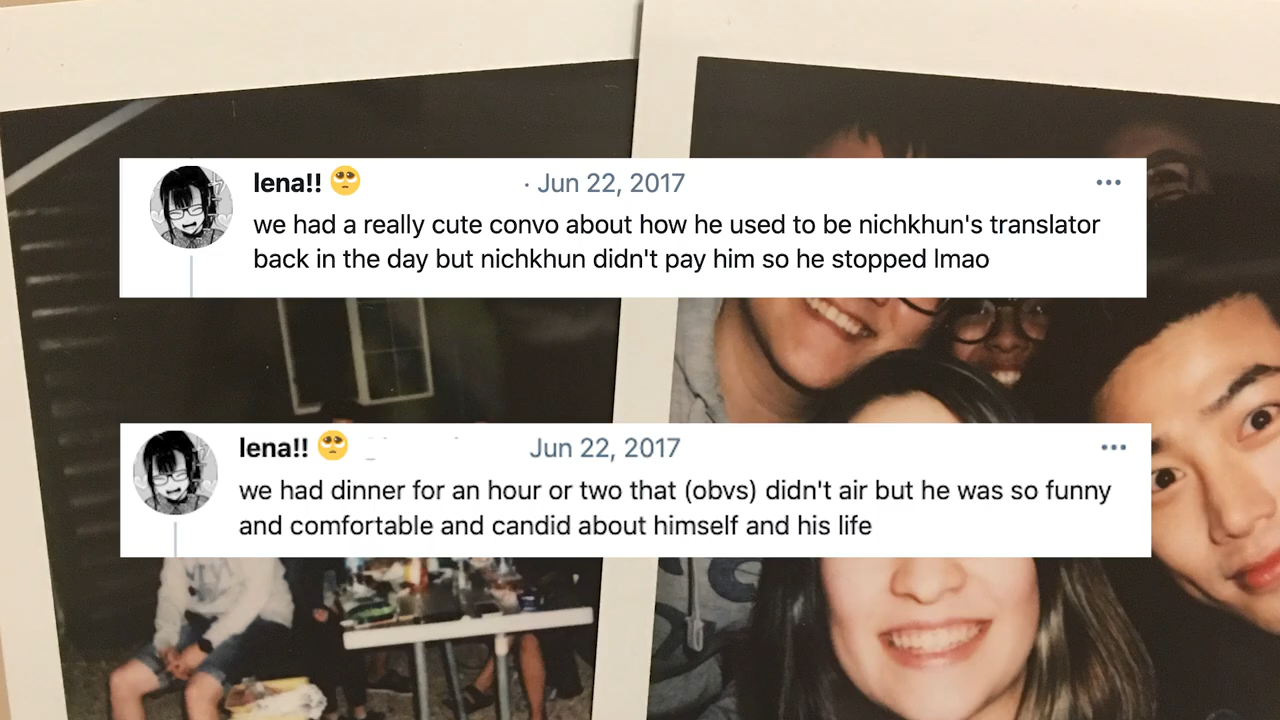 lena!! 🥺 · Jun 22, 2017
we had a really cute convo about how he used to be nichkhun's translator
back in the day but nichkhun didn't pay him so he stopped lmao
lena!! 🥺 Jun 22, 2017
we had dinner for an hour or two that (obvs) didn't air but he was so funny
and comfortable and candid about himself and his life